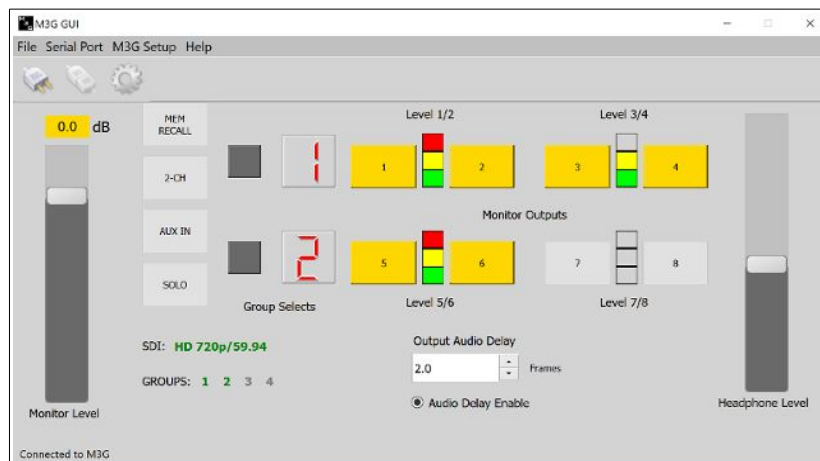 M3G GUI
File Serial Port M3G Setup Help
0.0 dB
MEM
RECALL
Level 1/2
Level 3/4
1
1
2
3
4
2-CH
Monitor Outputs
AUX IN
2
5
6
7
8
SOLO
Group Selects
Level 5/6
Level 7/8
SDI: HD 720p/59.94
Output Audio Delay
2.0
Frames
GROUPS: 1 2 3 4
Audio Delay Enable
Monitor Level
Headphone Level
Connected to M3G